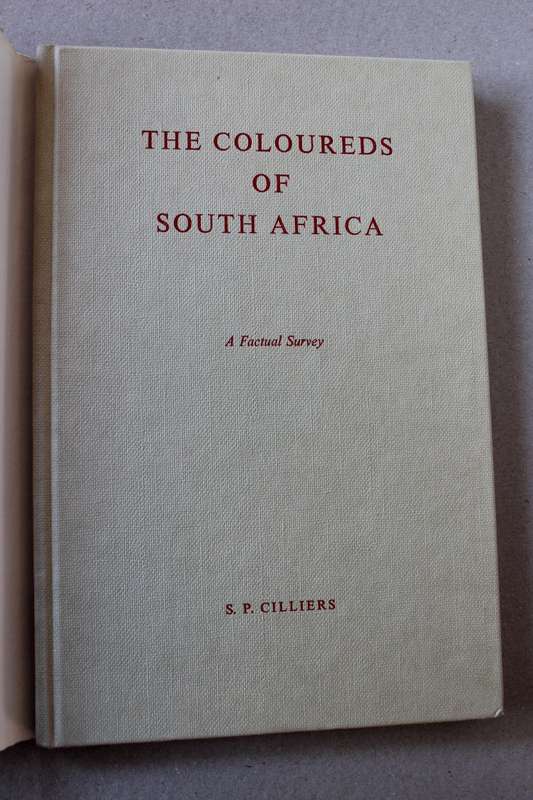 THE COLOUREDS
OF
SOUTH AFRICA
A Factual Survey
S. P. CILLIERS